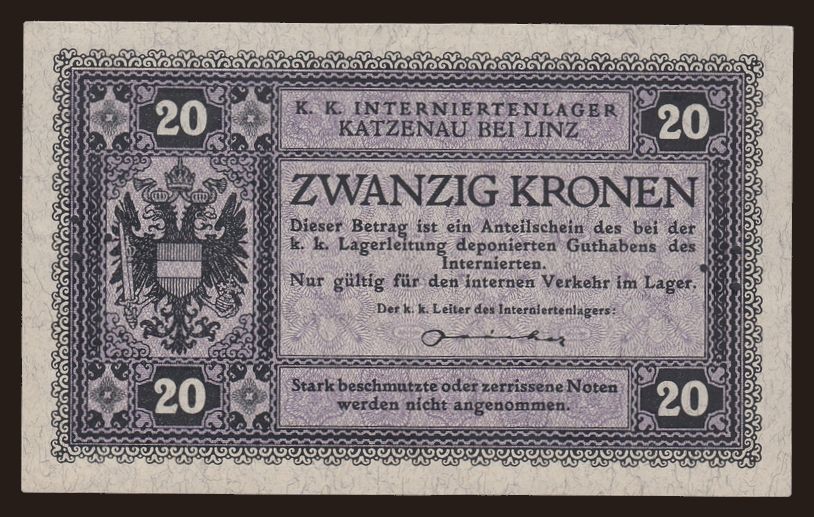 20
K. K. INTERNIERTENLAGER
KATZENAU BEI LINZ
20
ZWANZIG KRONEN
Dieser Betrag ist ein Anteilschein des bei der
k. k. Lagerleitung deponierten Guthabens des
Internierten.
Nur gültig für den internen Verkehr im Lager.
Der k. k. Leiter des Interniertenlagers:
20
Stark beschmutzte oder zerrissene Noten
werden nicht angenommen.
20